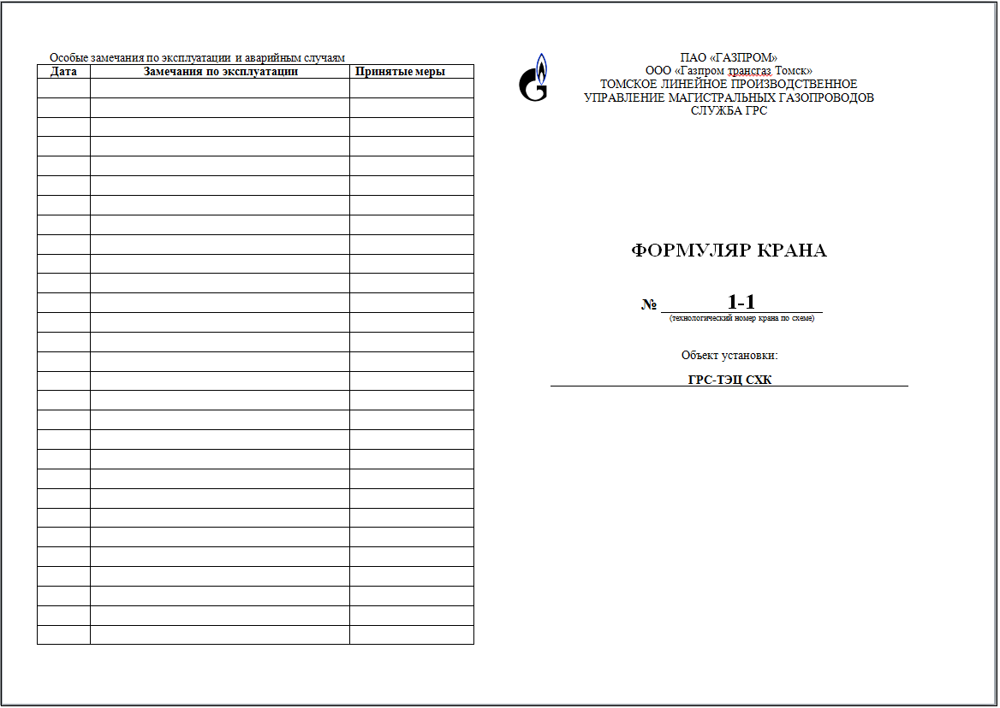 Особые замечания по эксплуатации и аварийным случаям
Дата Замечания по эксплуатации Принятые меры
ПАО «ГАЗПРОМ»
ООО «Газпром трансгаз Томск»
ТОМСКОЕ ЛИНЕЙНОЕ ПРОИЗВОДСТВЕННОЕ
УПРАВЛЕНИЕ МАГИСТРАЛЬНЫХ ГАЗОПРОВОДОВ
СЛУЖБА ГРС
ФОРМУЛЯР КРАНА
№ 1-1
(технологический номер крана по схеме)
Объект установки:
ГРС-ТЭЦ СХК